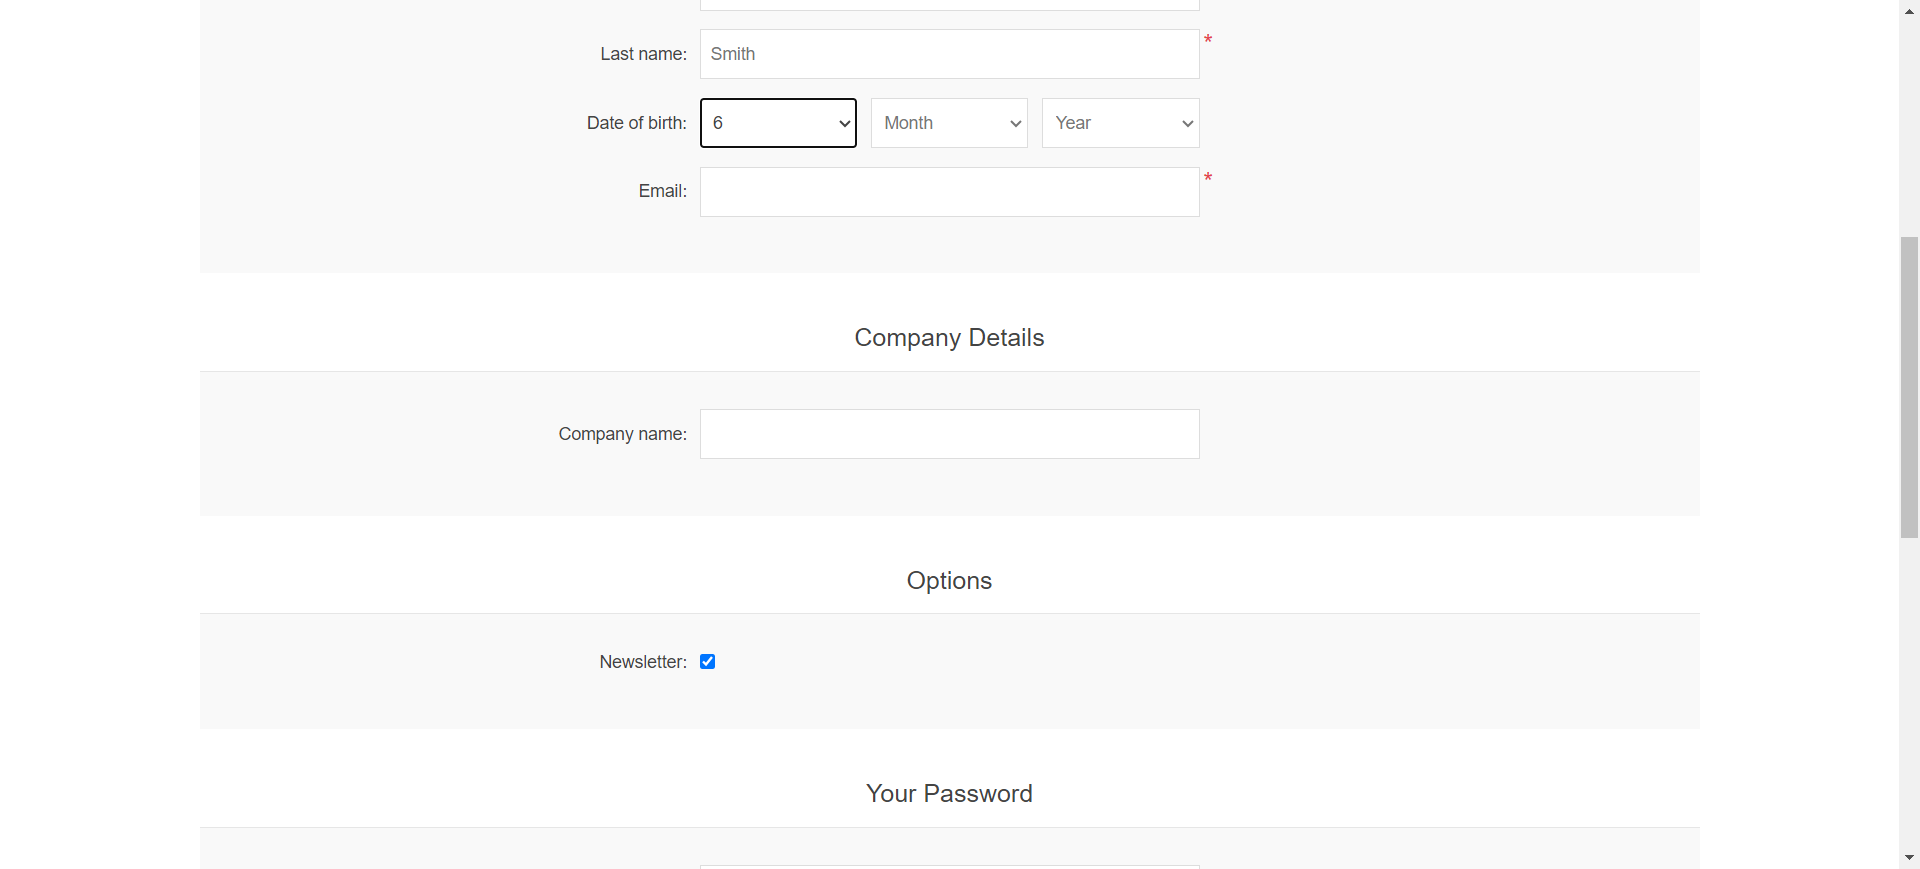 Last name: Smith *
Date of birth: 6 Month Year
Email: *
Company Details
Company name:
Options
Newsletter:
Your Password